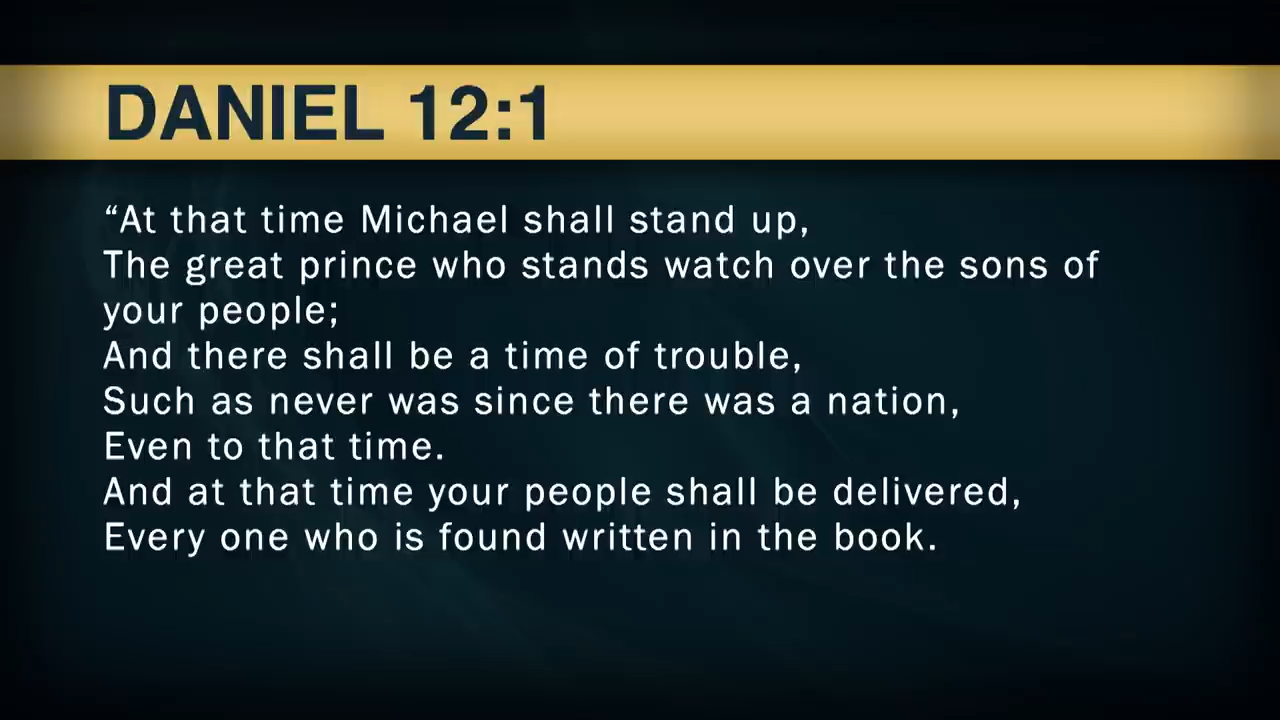 DANIEL 12:1
“At that time Michael shall stand up,
The great prince who stands watch over the sons of
your people;
And there shall be a time of trouble,
Such as never was since there was a nation,
Even to that time.
And at that time your people shall be delivered,
Every one who is found written in the book.